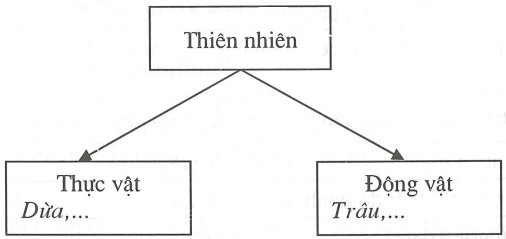 Thiên nhiên
Thực vật
Dừa,...
Động vật
Trâu,...